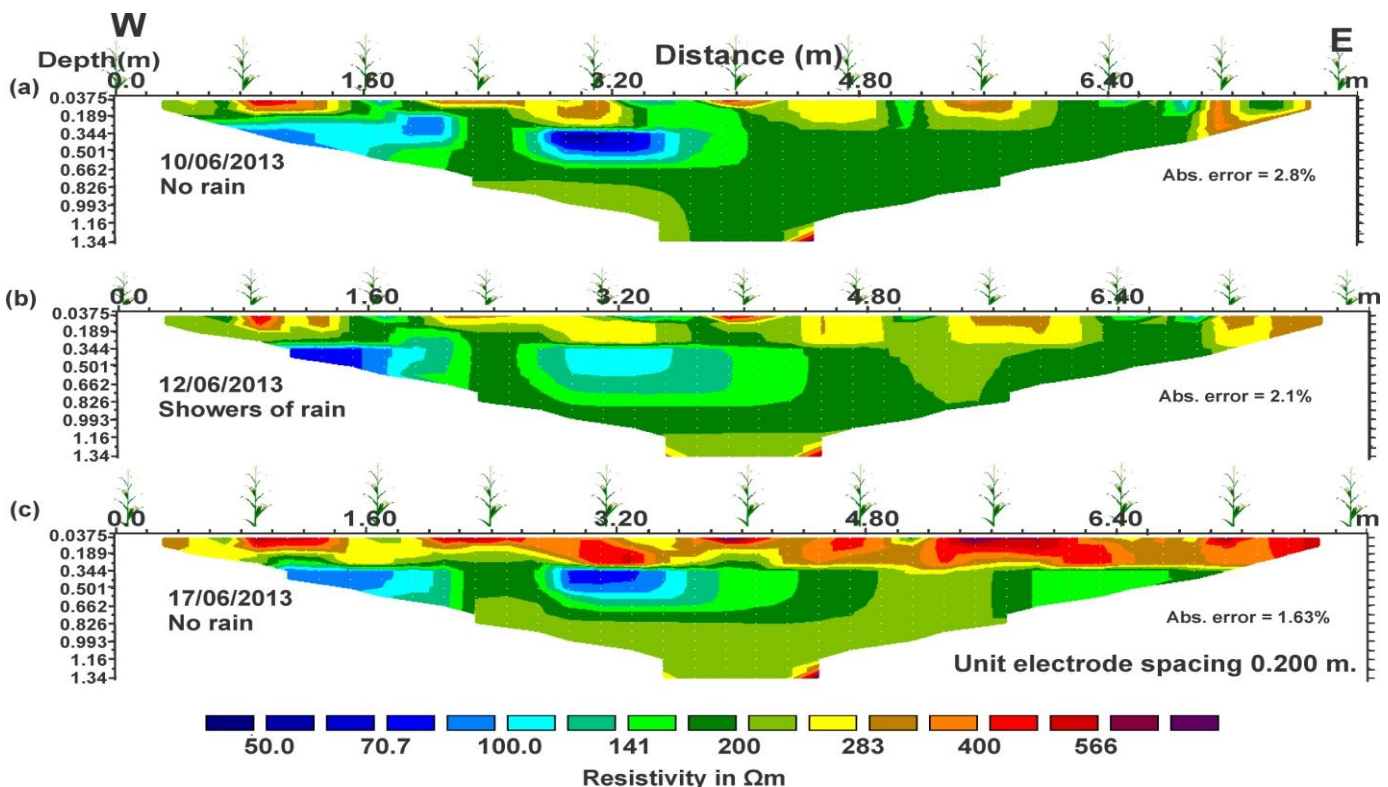 W E
Depth(m) Distance (m)
(a) 0.0 1.60 3.20 4.80 6.40 m
0.0375
0.189
0.344
0.501
0.662
0.826
0.993
1.16
1.34
10/06/2013
No rain
Abs. error = 2.8%
(b) 0.0 1.60 3.20 4.80 6.40 m
0.0375
0.189
0.344
0.501
0.662
0.826
0.993
1.16
1.34
12/06/2013
Showers of rain
Abs. error = 2.1%
(c) 0.0 1.60 3.20 4.80 6.40 m
0.0375
0.189
0.344
0.501
0.662
0.826
0.993
1.16
1.34
17/06/2013
No rain
Abs. error = 1.63%
Unit electrode spacing 0.200 m.
50.0 70.7 100.0 141 200 283 400 566
Resistivity in Ωm